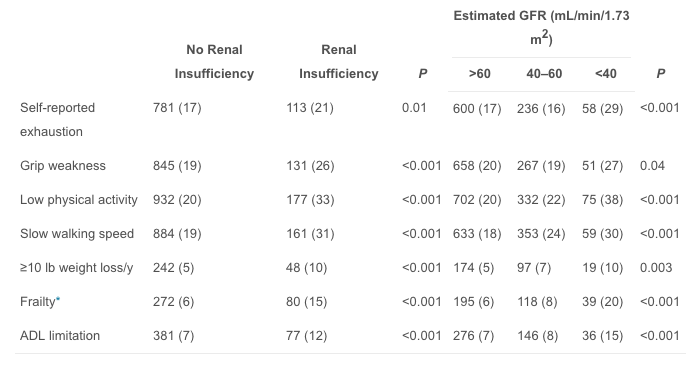 Estimated GFR (mL/min/1.73
m2)
No Renal
Insufficiency
Renal
Insufficiency
P
>60
40–60
<40
P
Self-reported
exhaustion
781 (17) 113 (21) 0.01 600 (17) 236 (16) 58 (29) <0.001
Grip weakness 845 (19) 131 (26) <0.001 658 (20) 267 (19) 51 (27) 0.04
Low physical activity 932 (20) 177 (33) <0.001 702 (20) 332 (22) 75 (38) <0.001
Slow walking speed 884 (19) 161 (31) <0.001 633 (18) 353 (24) 59 (30) <0.001
≥10 lb weight loss/y 242 (5) 48 (10) <0.001 174 (5) 97 (7) 19 (10) 0.003
Frailty* 272 (6) 80 (15) <0.001 195 (6) 118 (8) 39 (20) <0.001
ADL limitation 381 (7) 77 (12) <0.001 276 (7) 146 (8) 36 (15) <0.001